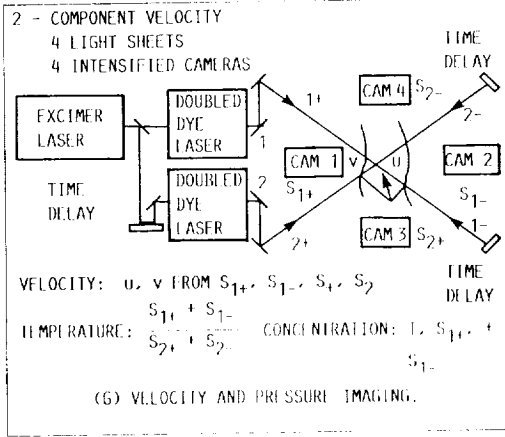 2 - COMPONENT VELOCITY
4 LIGHT SHEETS
4 INTENSIFIED CAMERAS
TIME
DELAY
EXCIMER
LASER
DOUBLED
DYE
LASER
1
1+
CAM 4
S2-
2-
CAM 1
V
U
CAM 2
S1+
S1-
TIME
DELAY
DOUBLED
DYE
LASER
2
2+
CAM 3
S2+
1-
TIME
DELAY
VELOCITY: U, V FROM S1+, S1-, S+, S2
TEMPERATURE: S1+ + S1- / S2+ + S2- CONCENTRATION: T, S1+, +
S1-
(G) VELOCITY AND PRESSURE IMAGING.